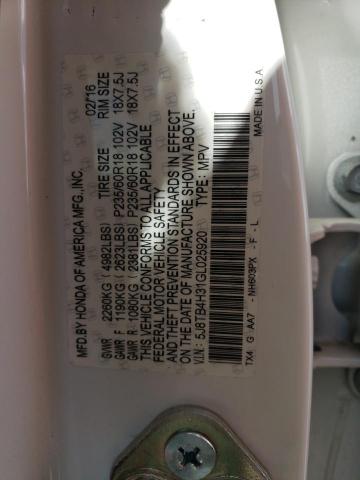 MFD.BY HONDA OF AMERICA MFG.,INC. 02/16
TIRE SIZE RIM SIZE
GVWR 2260KG (4982LBS)
GAWR F 1190KG (2623LBS) P235/60R18 102V 18X7.5J
GAWR R 1080KG (2381LBS) P235/60R18 102V 18X7.5J
THIS VEHICLE CONFORMS TO ALL APPLICABLE
FEDERAL MOTOR VEHICLE SAFETY
AND THEFT PREVENTION STANDARDS IN EFFECT
ON THE DATE OF MANUFACTURE SHOWN ABOVE
V.I.N.: 5J8TB4H31GL025920 TYPE: MPV
TX4 G AA7 - NH603PX - F - L MADE IN U.S.A